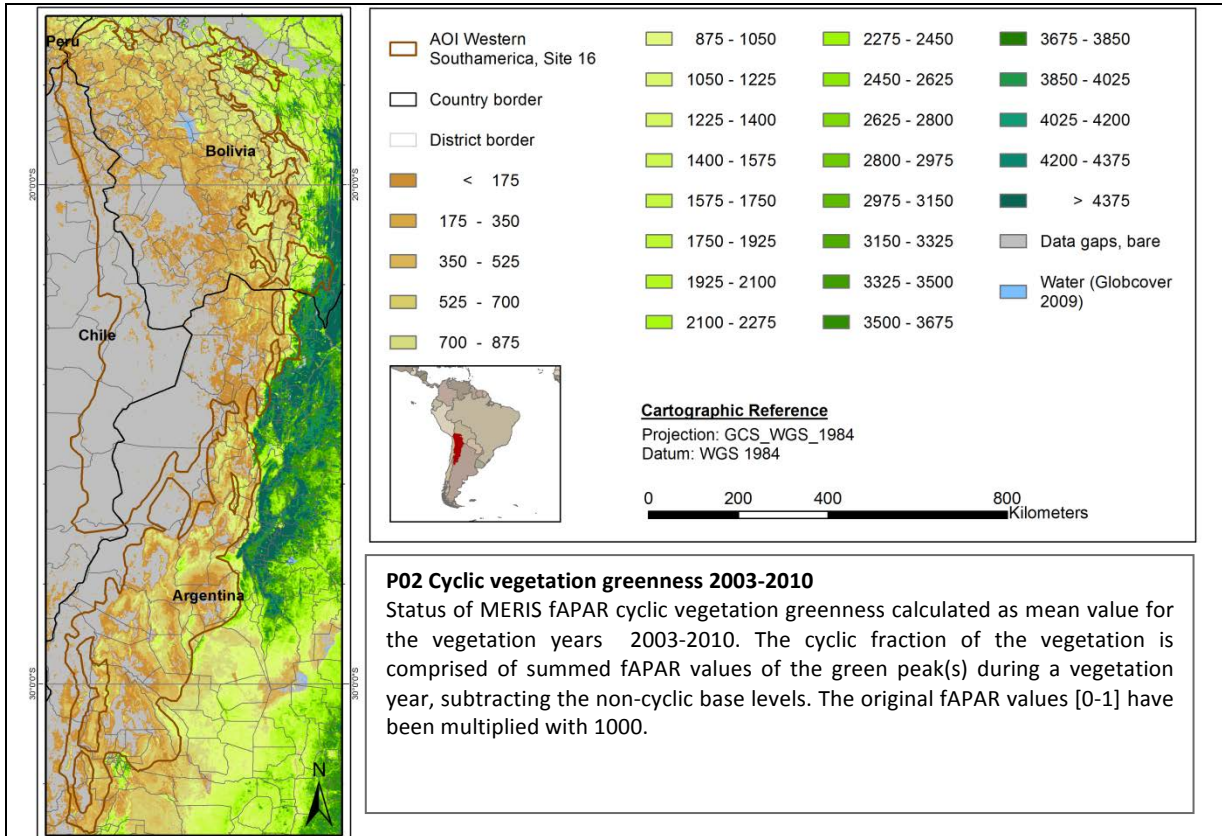 Perú
Bolivia
Chile
Argentina
20°0'0"S
20°0'0"S
30°0'0"S
30°0'0"S
N
AOI Western
Southamerica, Site 16
Country border
District border
< 175
175 - 350
350 - 525
525 - 700
700 - 875
875 - 1050
1050 - 1225
1225 - 1400
1400 - 1575
1575 - 1750
1750 - 1925
1925 - 2100
2100 - 2275
2275 - 2450
2450 - 2625
2625 - 2800
2800 - 2975
2975 - 3150
3150 - 3325
3325 - 3500
3500 - 3675
3675 - 3850
3850 - 4025
4025 - 4200
4200 - 4375
> 4375
Data gaps, bare
Water (Globcover
2009)
Cartographic Reference
Projection: GCS_WGS_1984
Datum: WGS 1984
0 200 400 800
Kilometers
P02 Cyclic vegetation greenness 2003-2010
Status of MERIS fAPAR cyclic vegetation greenness calculated as mean value for
the vegetation years 2003-2010. The cyclic fraction of the vegetation is
comprised of summed fAPAR values of the green peak(s) during a vegetation
year, subtracting the non-cyclic base levels. The original fAPAR values [0-1] have
been multiplied with 1000.